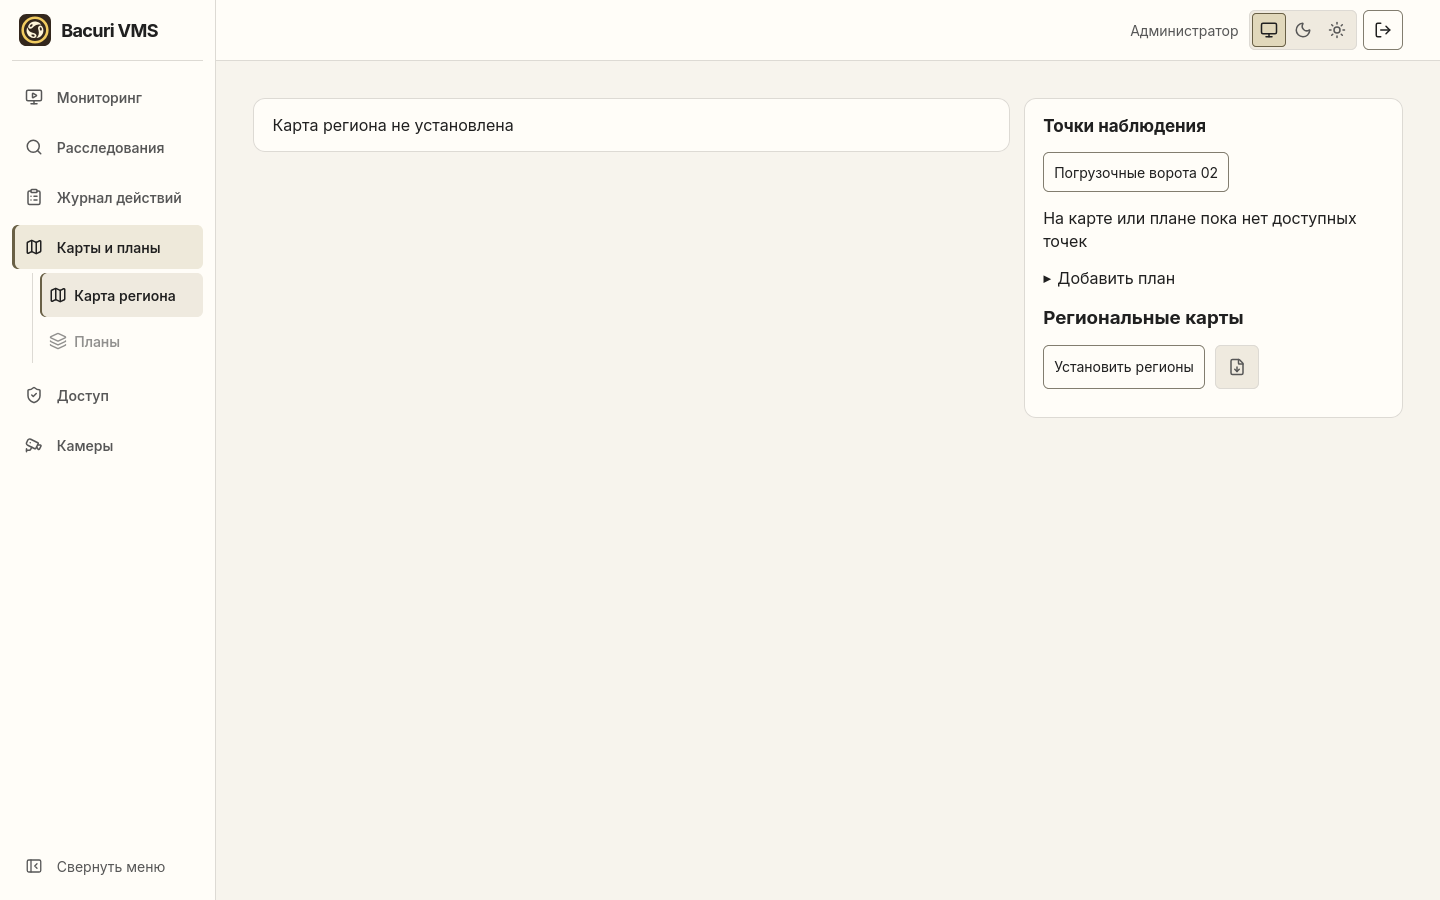 Bacuri VMS
Администратор
Мониторинг
Расследования
Журнал действий
Карты и планы
Карта региона
Планы
Доступ
Камеры
Свернуть меню
Карта региона не установлена
Точки наблюдения
Погрузочные ворота 02
На карте или плане пока нет доступных
точек
Добавить план
Региональные карты
Установить регионы